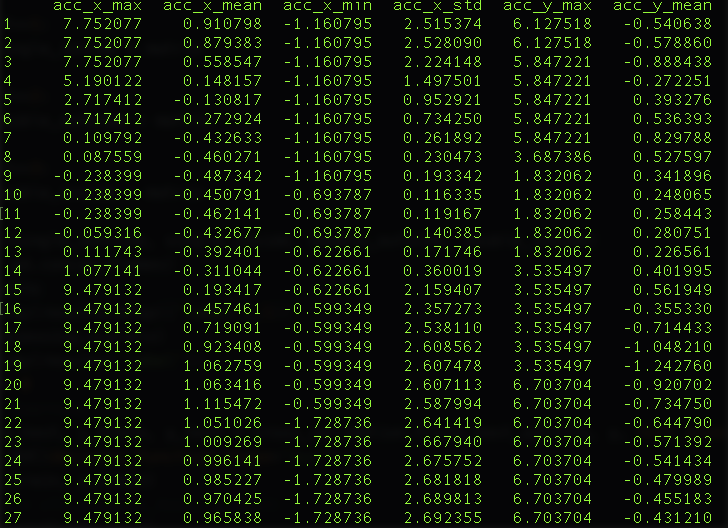 acc_x_max acc_x_mean acc_x_min acc_x_std acc_y_max acc_y_mean
1 7.752077 0.910798 -1.160795 2.515374 6.127518 -0.540638
2 7.752077 0.879383 -1.160795 2.528090 6.127518 -0.578860
3 7.752077 0.558547 -1.160795 2.224148 5.847221 -0.888438
4 5.190122 0.148157 -1.160795 1.497501 5.847221 -0.272251
5 2.717412 -0.130817 -1.160795 0.952921 5.847221 0.393276
6 2.717412 -0.272924 -1.160795 0.734250 5.847221 0.536393
7 0.109792 -0.432633 -1.160795 0.261892 5.847221 0.829788
8 0.087559 -0.460271 -1.160795 0.230473 3.687386 0.527597
9 -0.238399 -0.487342 -1.160795 0.193342 1.832062 0.341896
10 -0.238399 -0.450791 -0.693787 0.116335 1.832062 0.248065
11 -0.238399 -0.462141 -0.693787 0.119167 1.832062 0.258443
12 -0.059316 -0.432677 -0.693787 0.140385 1.832062 0.280751
13 0.111743 -0.392401 -0.622661 0.171746 1.832062 0.226561
14 1.077141 -0.311044 -0.622661 0.360019 3.535497 0.401995
15 9.479132 0.193417 -0.622661 2.159407 3.535497 0.561949
16 9.479132 0.457461 -0.599349 2.357273 3.535497 -0.355330
17 9.479132 0.719091 -0.599349 2.538110 3.535497 -0.714433
18 9.479132 0.923408 -0.599349 2.608562 3.535497 -1.048210
19 9.479132 1.062759 -0.599349 2.607478 3.535497 -1.242760
20 9.479132 1.063416 -0.599349 2.607113 6.703704 -0.920702
21 9.479132 1.115472 -0.599349 2.587994 6.703704 -0.734750
22 9.479132 1.051026 -1.728736 2.641419 6.703704 -0.644790
23 9.479132 1.009269 -1.728736 2.667940 6.703704 -0.571392
24 9.479132 0.996141 -1.728736 2.675752 6.703704 -0.541434
25 9.479132 0.985227 -1.728736 2.681818 6.703704 -0.479989
26 9.479132 0.970425 -1.728736 2.689813 6.703704 -0.455183
27 9.479132 0.965838 -1.728736 2.692355 6.703704 -0.431210